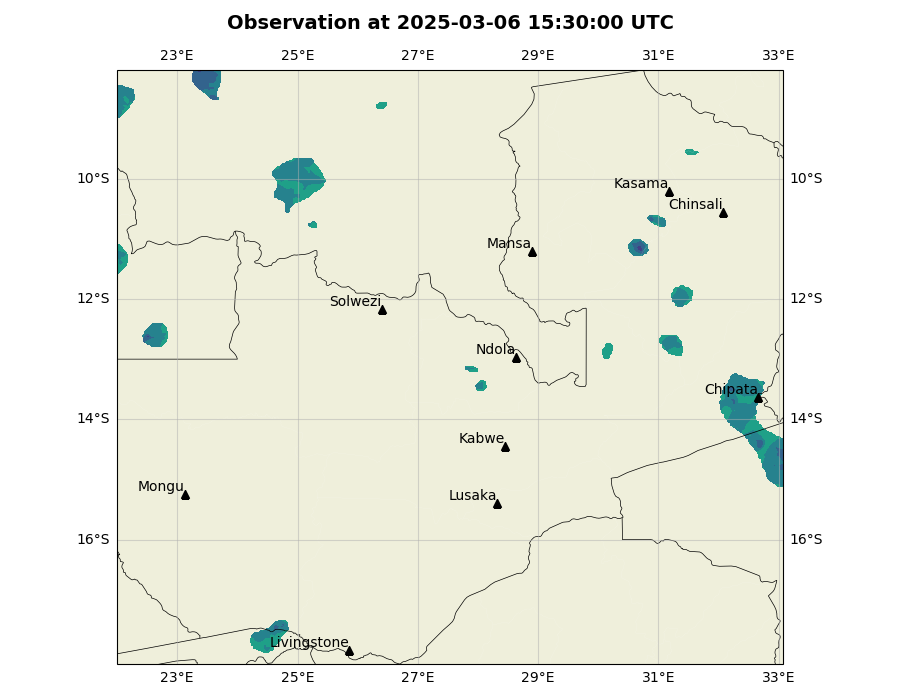 Observation at 2025-03-06 15:30:00 UTC
23°E 25°E 27°E 29°E 31°E 33°E
10°S 10°S
Kasama
Chinsali
Mansa
12°S 12°S
Solwezi
Ndola
Chipata
14°S 14°S
Kabwe
Mongu
Lusaka
16°S 16°S
Livingstone
23°E 25°E 27°E 29°E 31°E 33°E